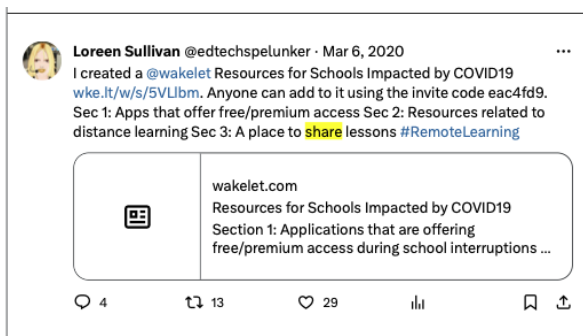 Loreen Sullivan @edtechspelunker · Mar 6, 2020
I created a @wakelet Resources for Schools Impacted by COVID19
wke.lt/w/s/5VLlbm. Anyone can add to it using the invite code eac4fd9.
Sec 1: Apps that offer free/premium access Sec 2: Resources related to
distance learning Sec 3: A place to share lessons #RemoteLearning
wakelet.com
Resources for Schools Impacted by COVID19
Section 1: Applications that are offering
free/premium access during school interruptions ...
4 13 29